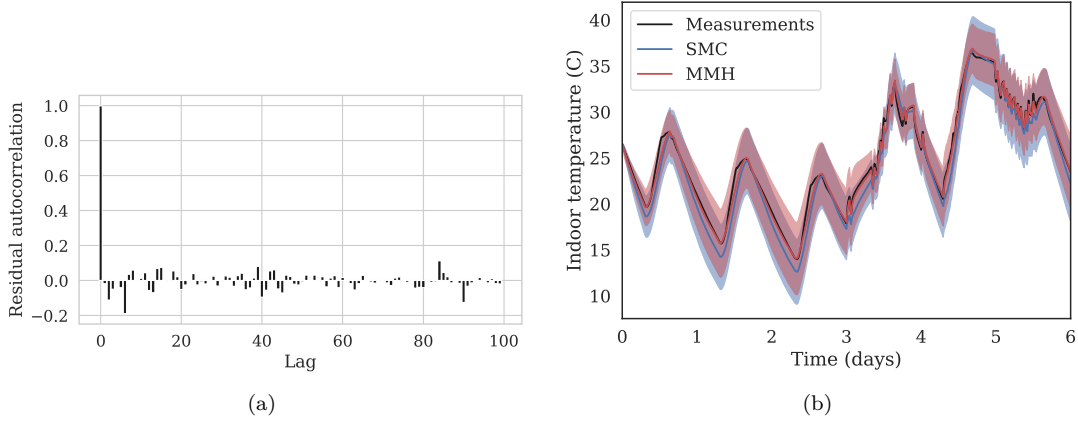 Residual autocorrelation
1.0
0.8
0.6
0.4
0.2
0.0
−0.2
0 20 40 60 80 100
Lag
(a)
Indoor temperature (C)
40
35
30
25
20
15
10
Measurements
SMC
MMH
0 1 2 3 4 5 6
Time (days)
(b)